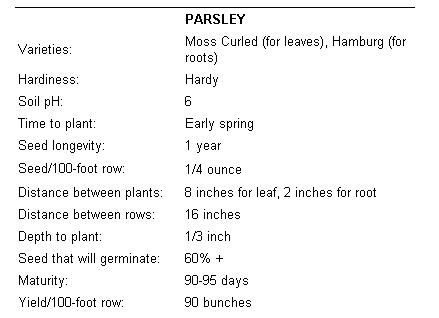 PARSLEY
Varieties: Moss Curled (for leaves), Hamburg (for
roots)
Hardiness: Hardy
Soil pH: 6
Time to plant: Early spring
Seed longevity: 1 year
Seed/100-foot row: 1/4 ounce
Distance between plants: 8 inches for leaf, 2 inches for root
Distance between rows: 16 inches
Depth to plant: 1/3 inch
Seed that will germinate: 60% +
Maturity: 90-95 days
Yield/100-foot row: 90 bunches